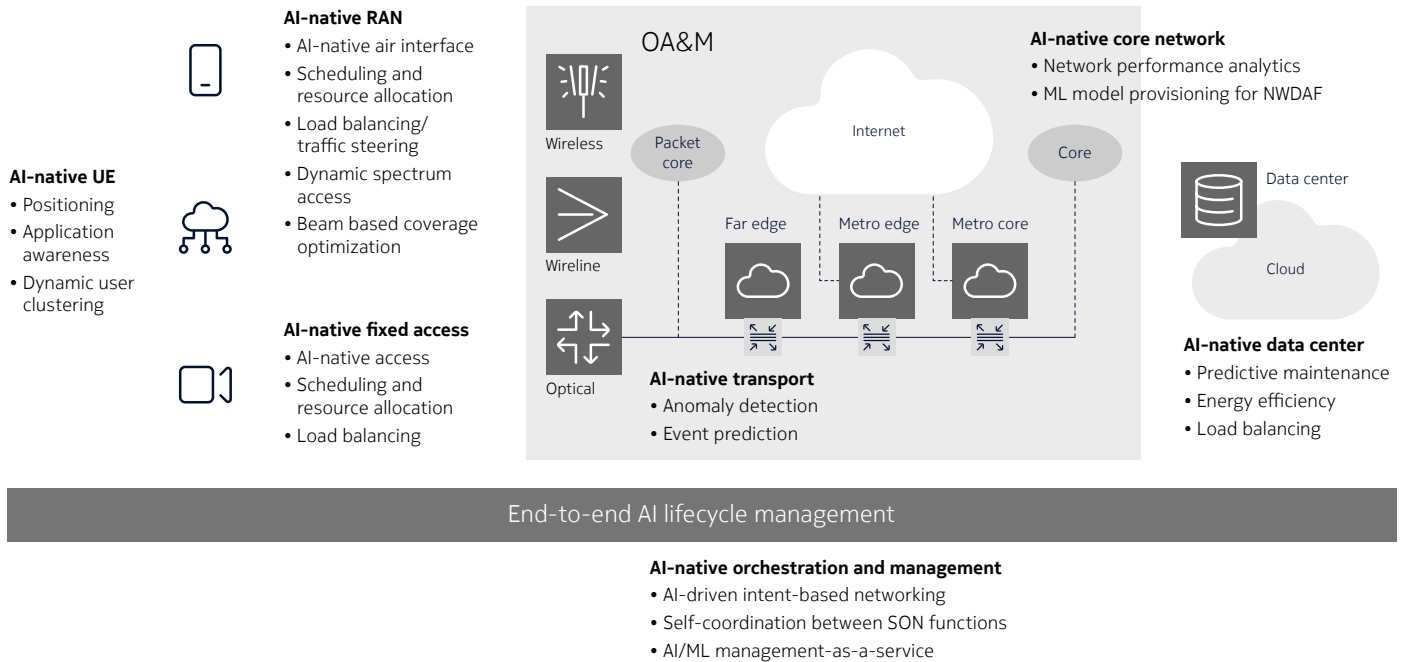 AI-native UE
• Positioning
• Application
awareness
• Dynamic user
clustering
AI-native RAN
• AI-native air interface
• Scheduling and
resource allocation
• Load balancing/
traffic steering
• Dynamic spectrum
access
• Beam based coverage
optimization
AI-native fixed access
• AI-native access
• Scheduling and
resource allocation
• Load balancing
OA&M
Wireless
Wireline
Optical
Packet
core
Internet
Core
Far edge
Metro edge
Metro core
AI-native transport
• Anomaly detection
• Event prediction
AI-native core network
• Network performance analytics
• ML model provisioning for NWDAF
Data center
Cloud
AI-native data center
• Predictive maintenance
• Energy efficiency
• Load balancing
End-to-end AI lifecycle management
AI-native orchestration and management
• AI-driven intent-based networking
• Self-coordination between SON functions
• AI/ML management-as-a-service